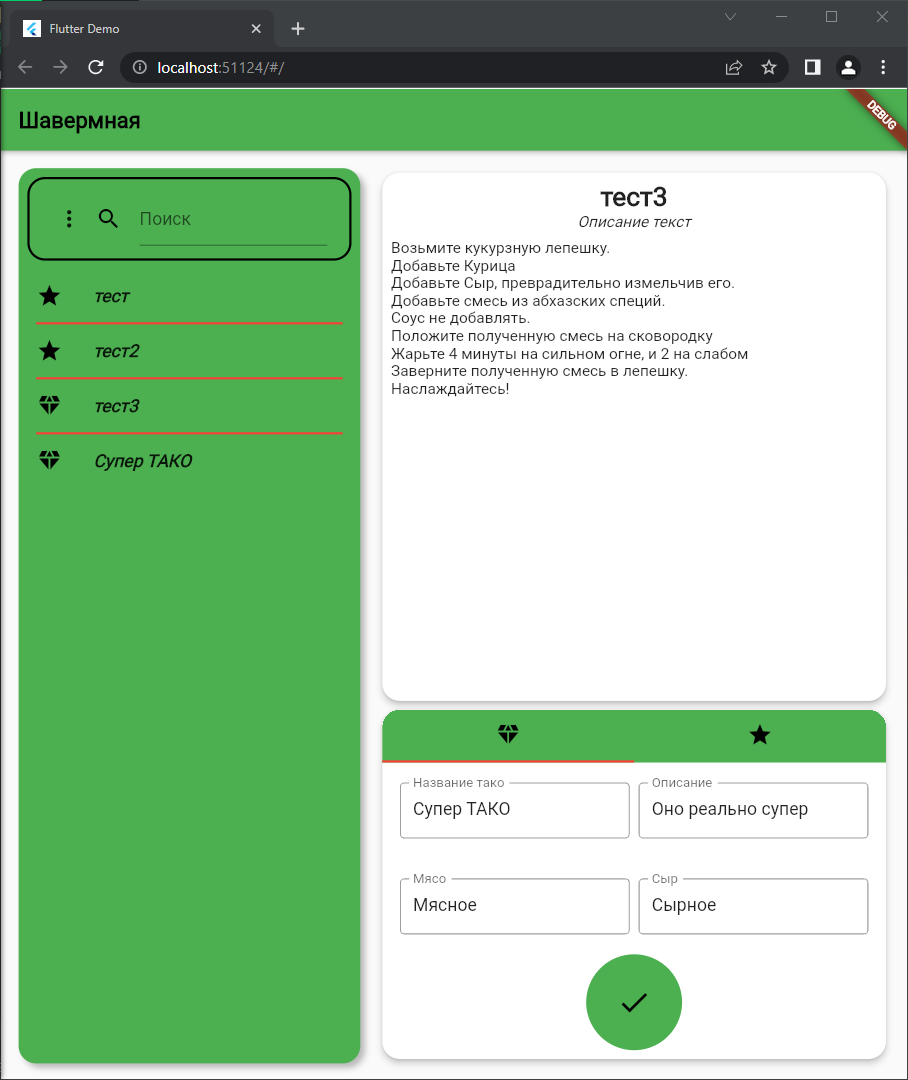 Flutter Demo
localhost:51124/#/
Шавермная
DEBUG
Поиск
тест
тест2
тест3
Супер ТАКО
тест3
Описание текст
Возьмите кукурзную лепешку.
Добавьте Курица
Добавьте Сыр, преврадительно измельчив его.
Добавьте смесь из абхазских специй.
Соус не добавлять.
Положите полученную смесь на сковородку
Жарьте 4 минуты на сильном огне, и 2 на слабом
Заверните полученную смесь в лепешку.
Наслаждайтесь!
Название тако
Описание
Супер ТАКО
Оно реально супер
Мясо
Сыр
Мясное
Сырное